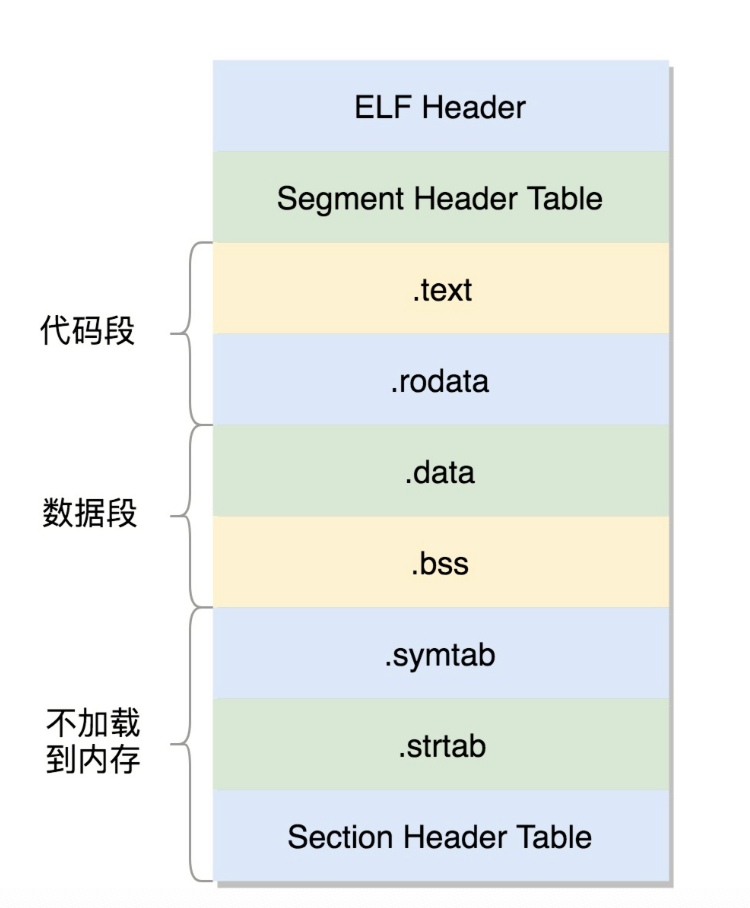 ELF Header
Segment Header Table
代码段
.text
.rodata
数据段
.data
.bss
不加载
到内存
.symtab
.strtab
Section Header Table